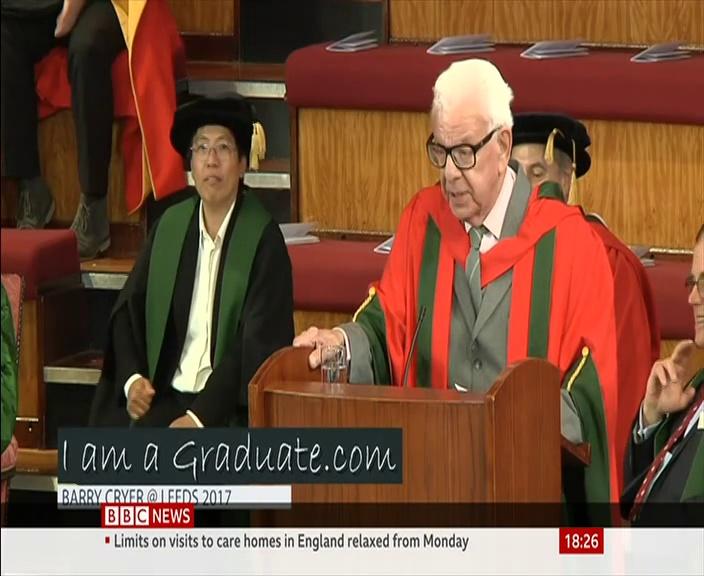 I am a Graduate.com
BARRY CRYER @ LEEDS 2017
BBC NEWS
Limits on visits to care homes in England relaxed from Monday
18:26